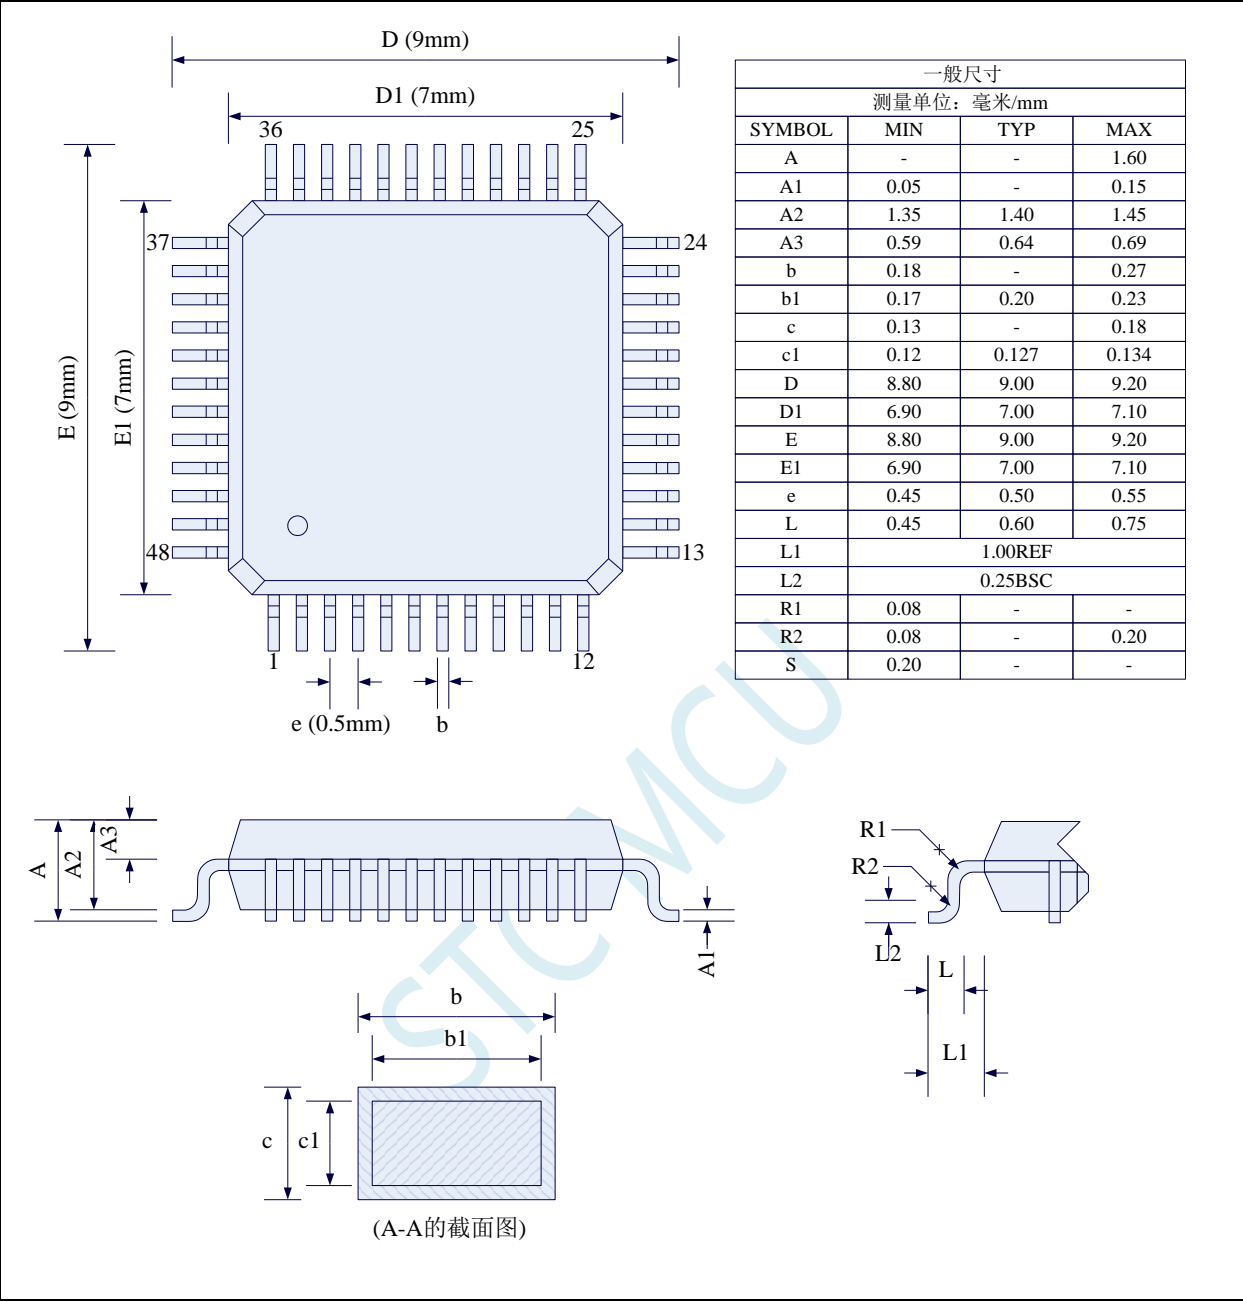 D (9mm)
D1 (7mm)
36 25
37 24
E (9mm)
E1 (7mm)
48 13
1 12
e (0.5mm) b
一般尺寸
测量单位：毫米/mm
SYMBOL MIN TYP MAX
A - - 1.60
A1 0.05 - 0.15
A2 1.35 1.40 1.45
A3 0.59 0.64 0.69
b 0.18 - 0.27
b1 0.17 0.20 0.23
c 0.13 - 0.18
c1 0.12 0.127 0.134
D 8.80 9.00 9.20
D1 6.90 7.00 7.10
E 8.80 9.00 9.20
E1 6.90 7.00 7.10
e 0.45 0.50 0.55
L 0.45 0.60 0.75
L1 1.00REF
L2 0.25BSC
R1 0.08 - -
R2 0.08 - 0.20
S 0.20 - -
STC MCU
A A2 A3
A1
R1
R2
L2
L
L1
b
b1
c c1
(A-A的截面图)